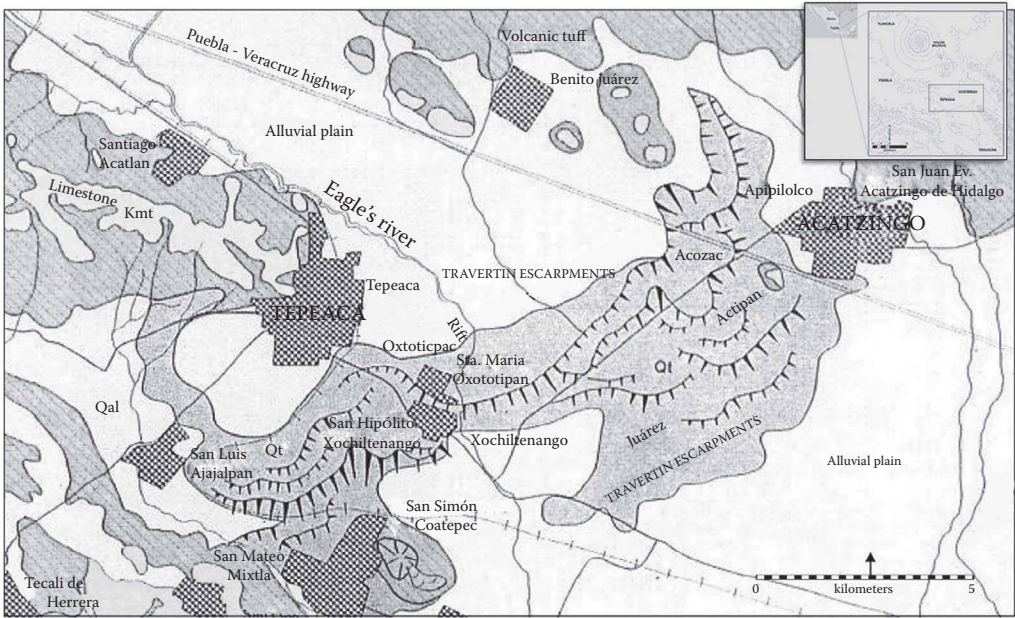 Volcanic tuff
Puebla - Veracruz highway
Benito Juárez
Alluvial plain
TLAXCALA
PUEBLA
ACATZINGO
TEPEACA
Santiago
Acatlan
San Juan Ev.
Acatzingo de Hidalgo
Limestone
Kmt
Eagle's river
Apipilolco
ACATZINGO
Acozac
TRAVERTIN ESCARPMENTS
Tepeaca
TEPEACA
Actipan
Rift
Oxtoticpac
Sta. Maria
Oxototipan
Qt
Qal
San Hipólito
Xochiltenango
Xochiltenango
Juárez
TRAVERTIN ESCARPMENTS
Qt
San Luis
Ajajalpan
Alluvial plain
San Simón
Coatepec
San Mateo
Mixtla
Tecali de
Herrera
0 kilometers 5